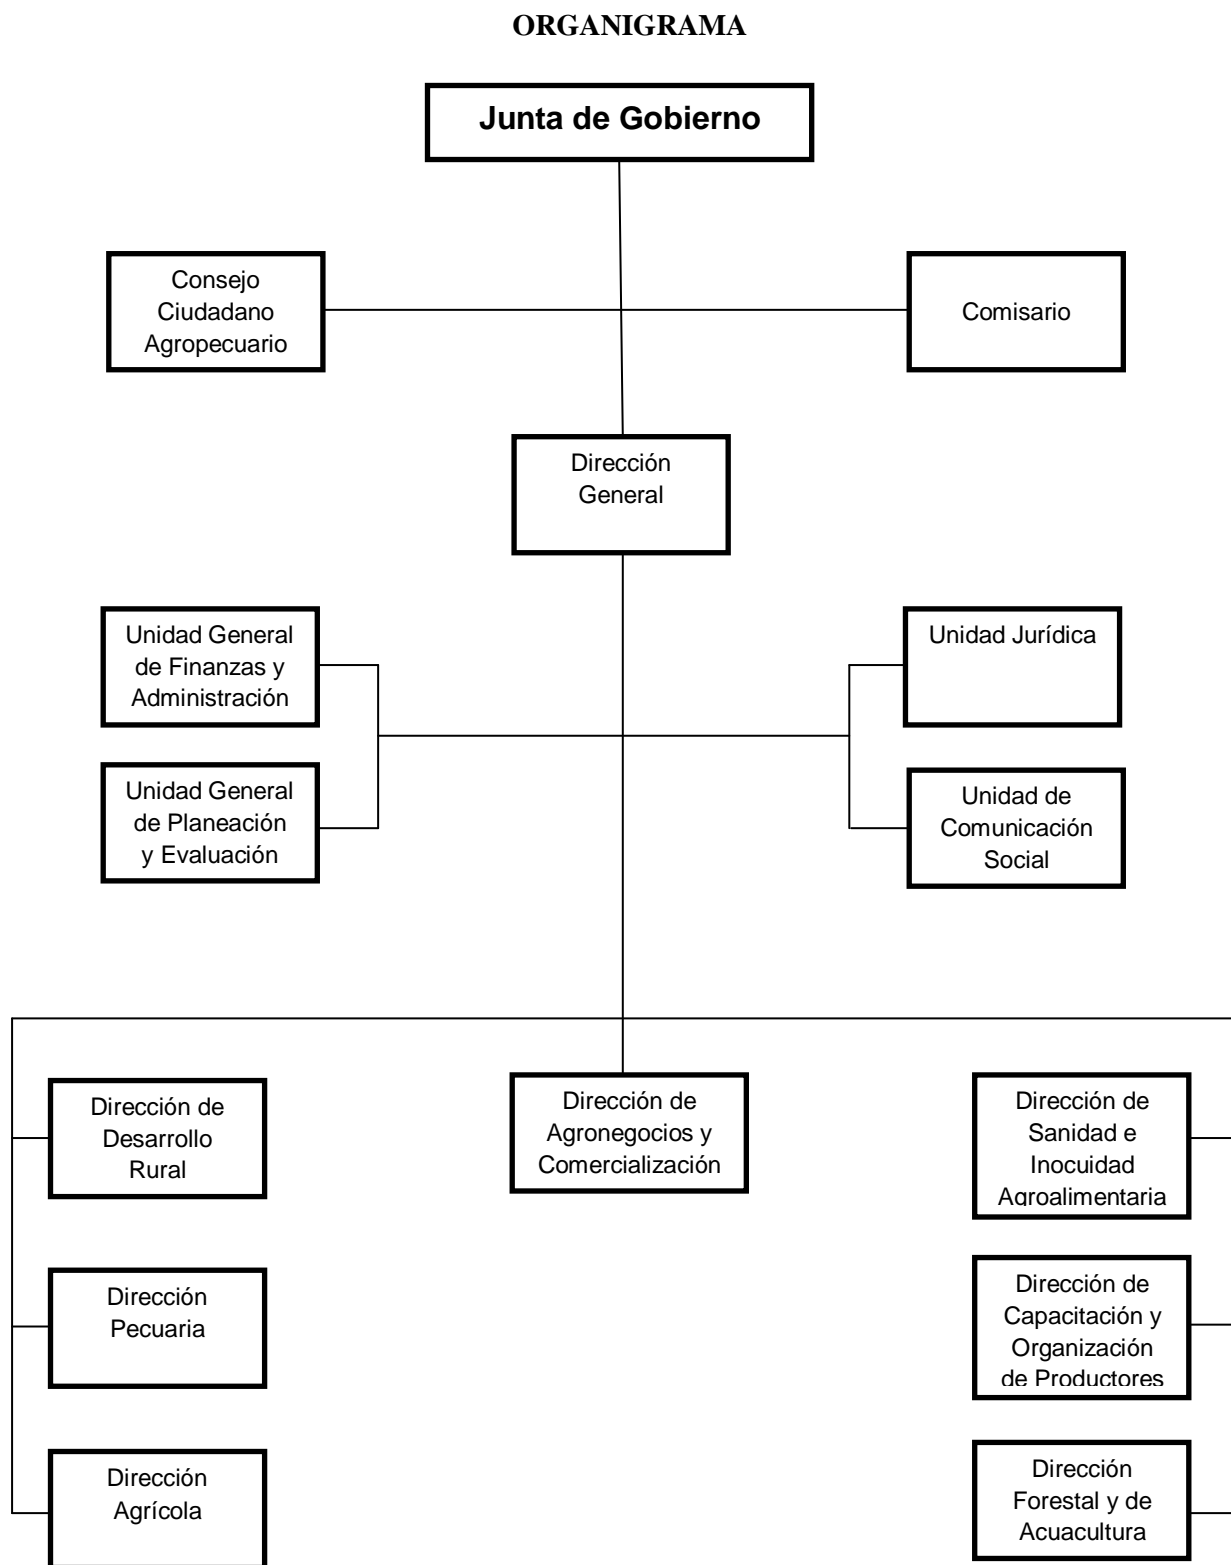 ORGANIGRAMA
Junta de Gobierno
Consejo
Ciudadano
Agropecuario
Comisario
Dirección
General
Unidad General
de Finanzas y
Administración
Unidad Jurídica
Unidad General
de Planeación
y Evaluación
Unidad de
Comunicación
Social
Dirección de
Desarrollo
Rural
Dirección de
Agronegocios y
Comercialización
Dirección de
Sanidad e
Inocuidad
Agroalimentaria
Dirección
Pecuaria
Dirección de
Capacitación y
Organización
de Productores
Dirección
Agrícola
Dirección
Forestal y de
Acuacultura